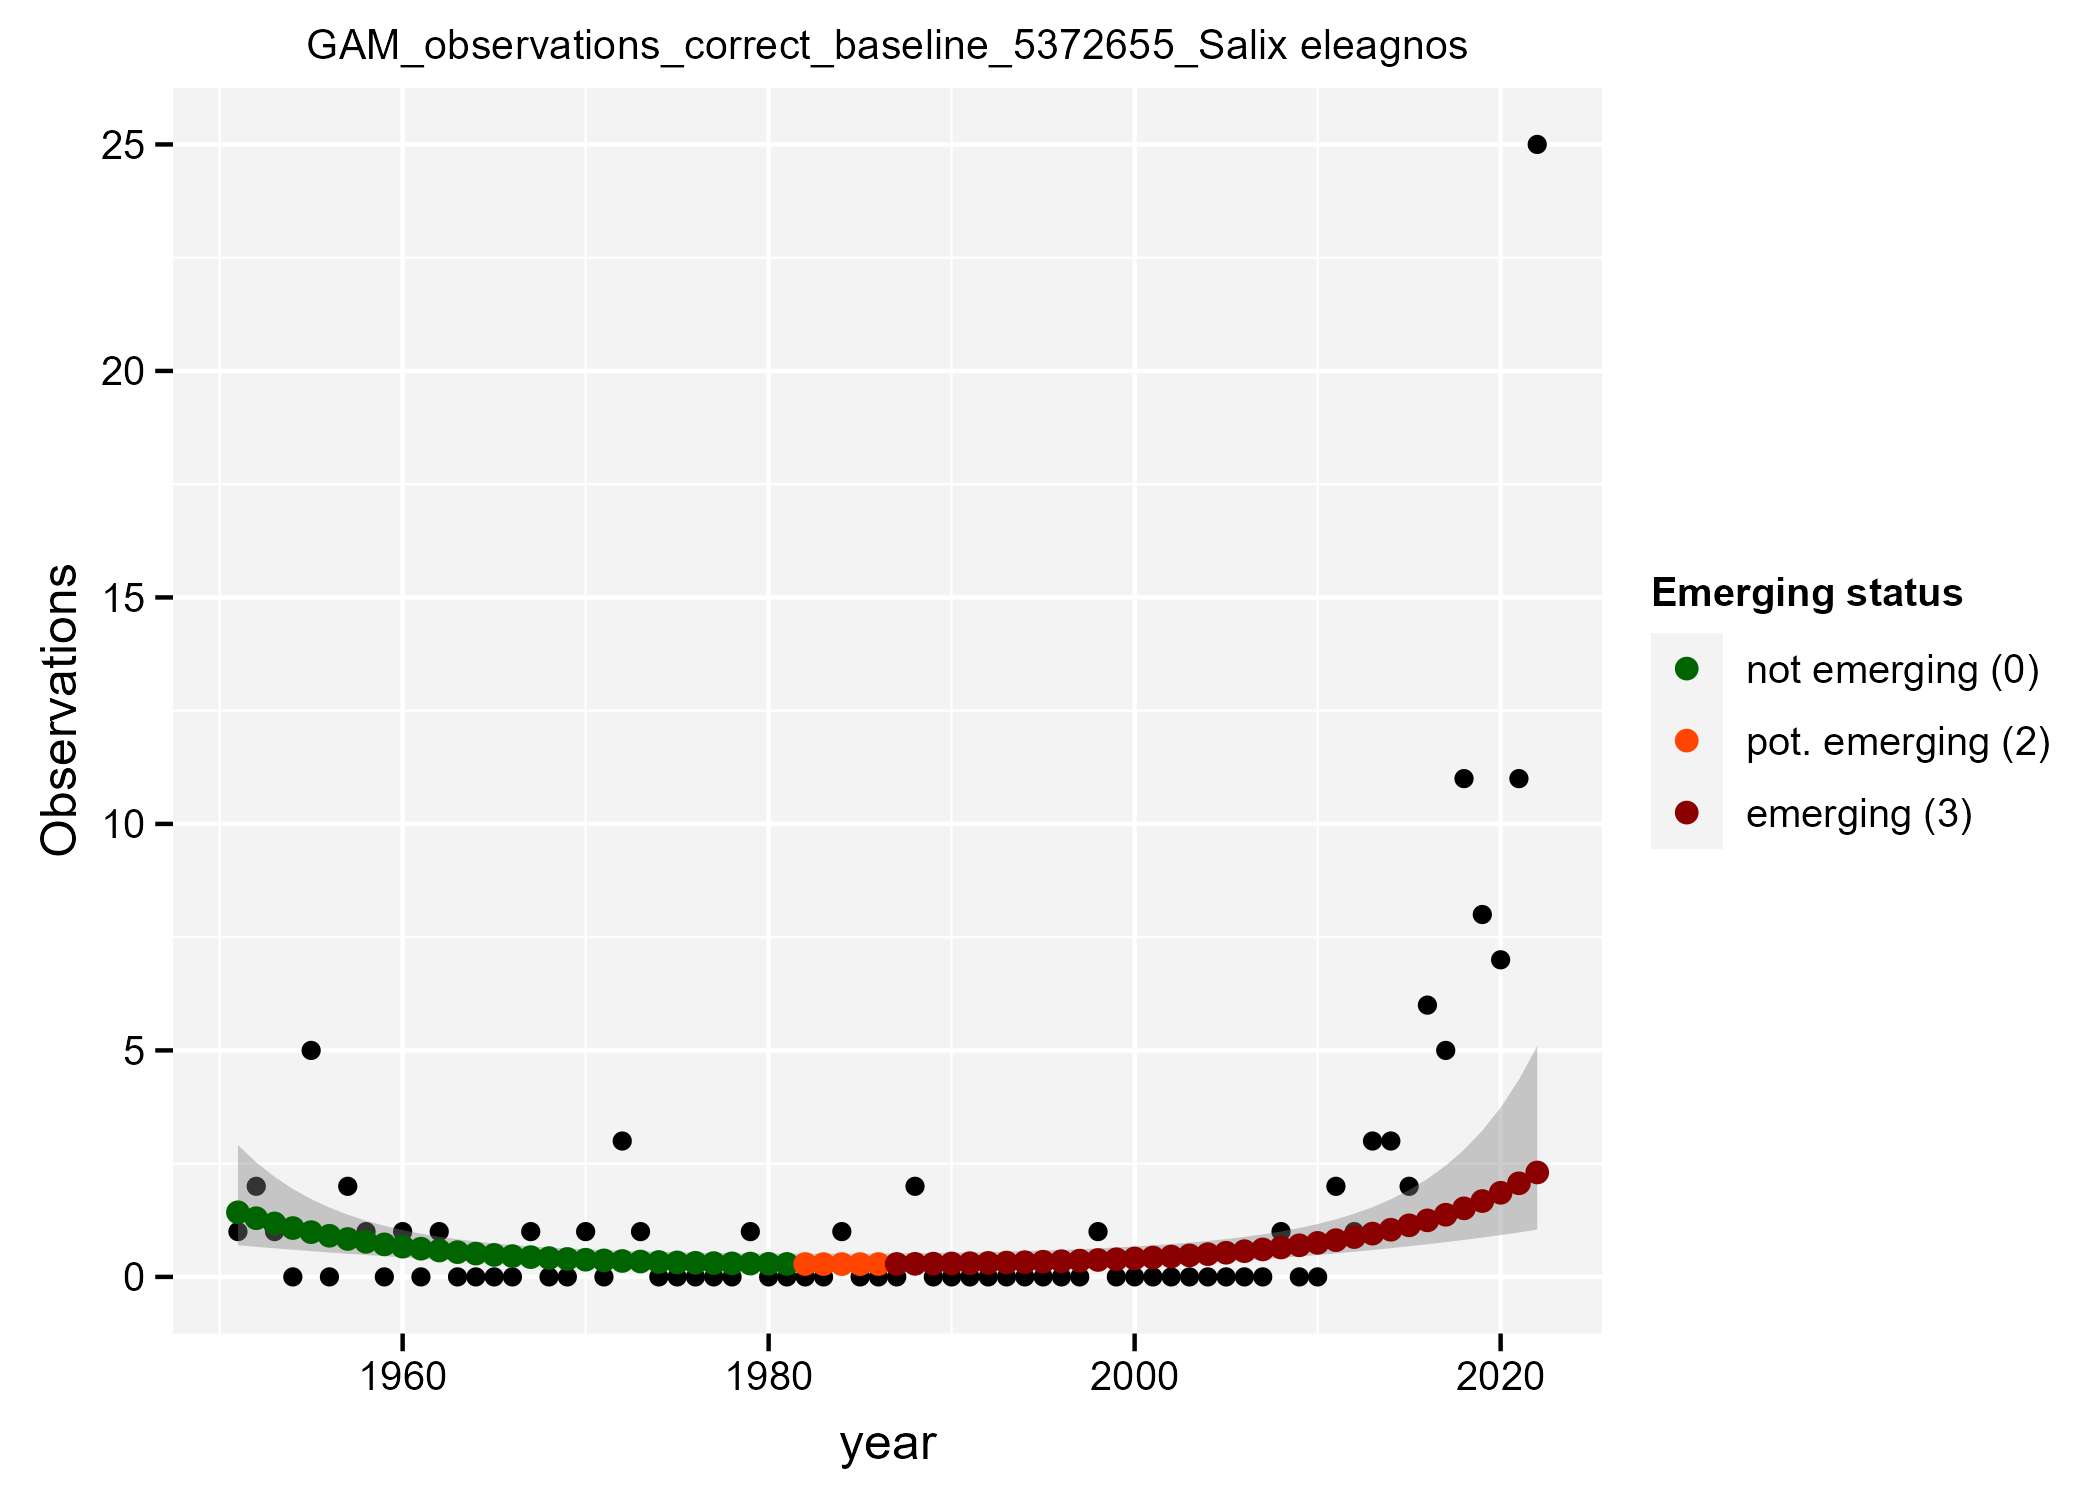 GAM_observations_correct_baseline_5372655_Salix eleagnos
25
20
15
10
5
0
Observations
1960 1980 2000 2020
year
Emerging status
not emerging (0)
pot. emerging (2)
emerging (3)